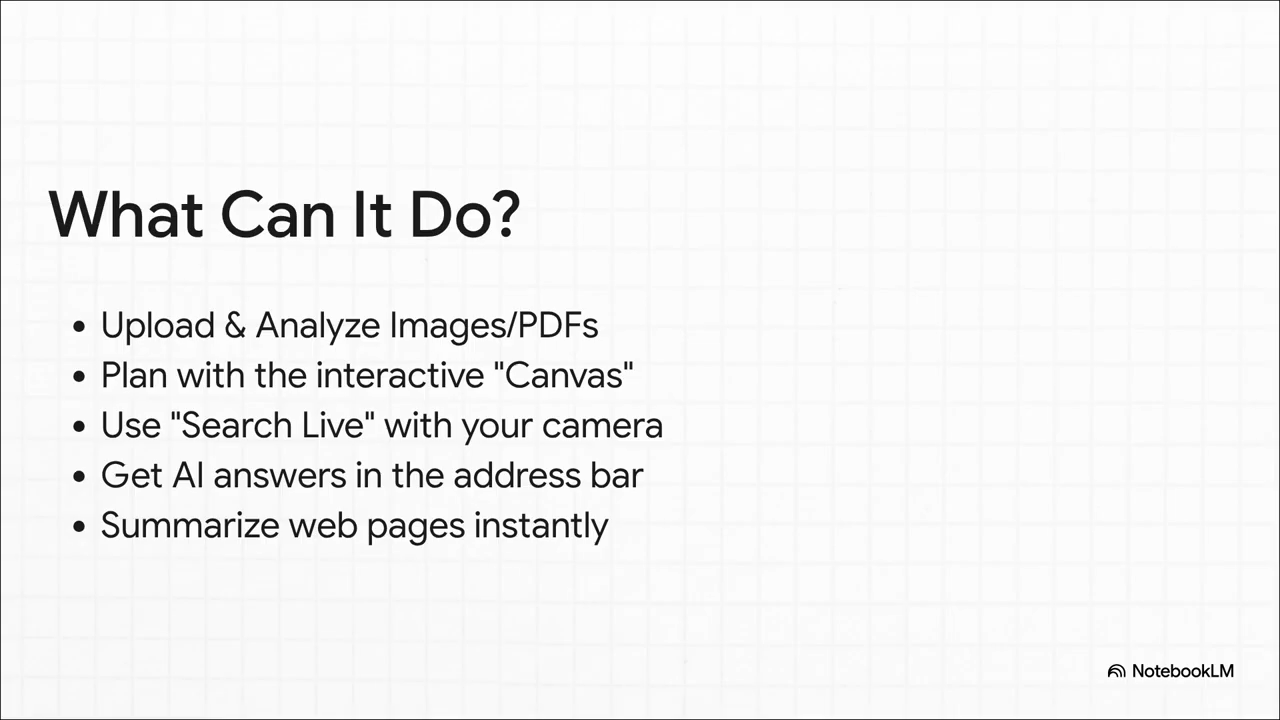 What Can It Do?
• Upload & Analyze Images/PDFs
• Plan with the interactive "Canvas"
• Use "Search Live" with your camera
• Get AI answers in the address bar
• Summarize web pages instantly
NotebookLM